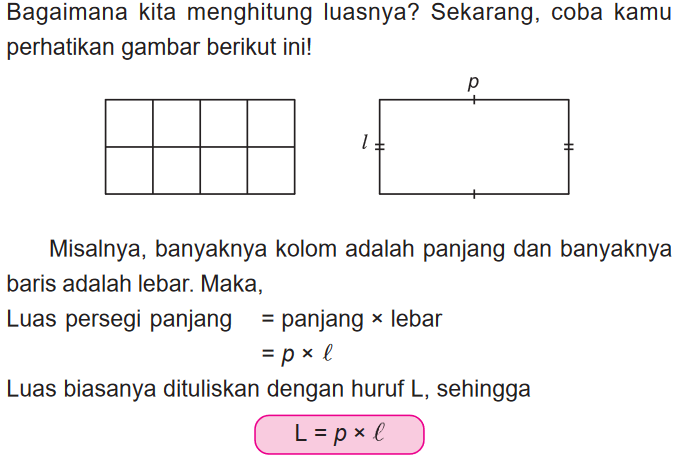 Bagaimana kita menghitung luasnya? Sekarang, coba kamu
perhatikan gambar berikut ini!
p
l
Misalnya, banyaknya kolom adalah panjang dan banyaknya
baris adalah lebar. Maka,
Luas persegi panjang = panjang × lebar
= p × ℓ
Luas biasanya dituliskan dengan huruf L, sehingga
L = p × ℓ